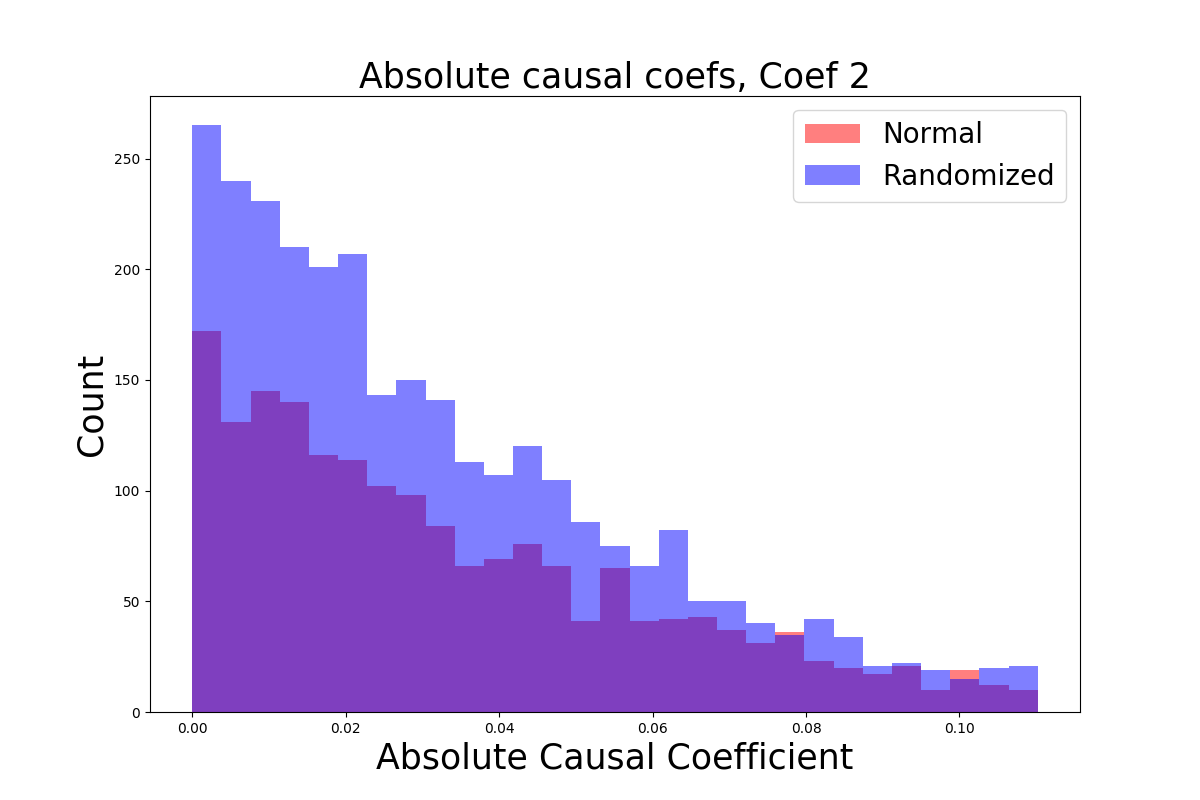 Absolute causal coefs, Coef 2
Normal
Randomized
250
200
150
100
50
0
Count
0.00 0.02 0.04 0.06 0.08 0.10
Absolute Causal Coefficient